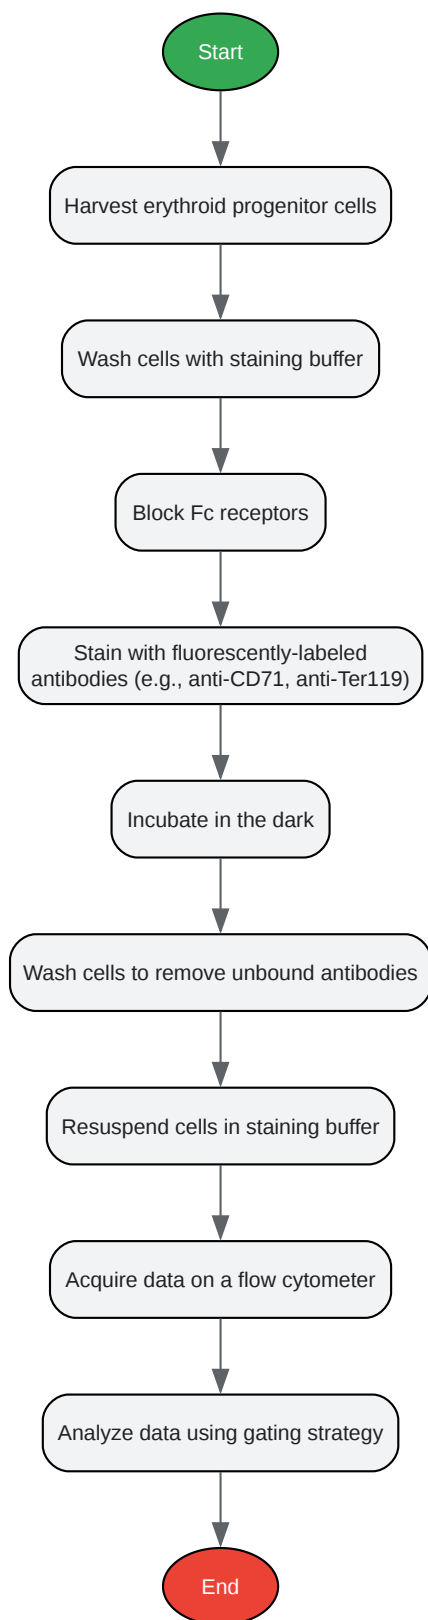 Start
Harvest erythroid progenitor cells
Wash cells with staining buffer
Block Fc receptors
Stain with fluorescently-labeled
antibodies (e.g., anti-CD71, anti-Ter119)
Incubate in the dark
Wash cells to remove unbound antibodies
Resuspend cells in staining buffer
Acquire data on a flow cytometer
Analyze data using gating strategy
End